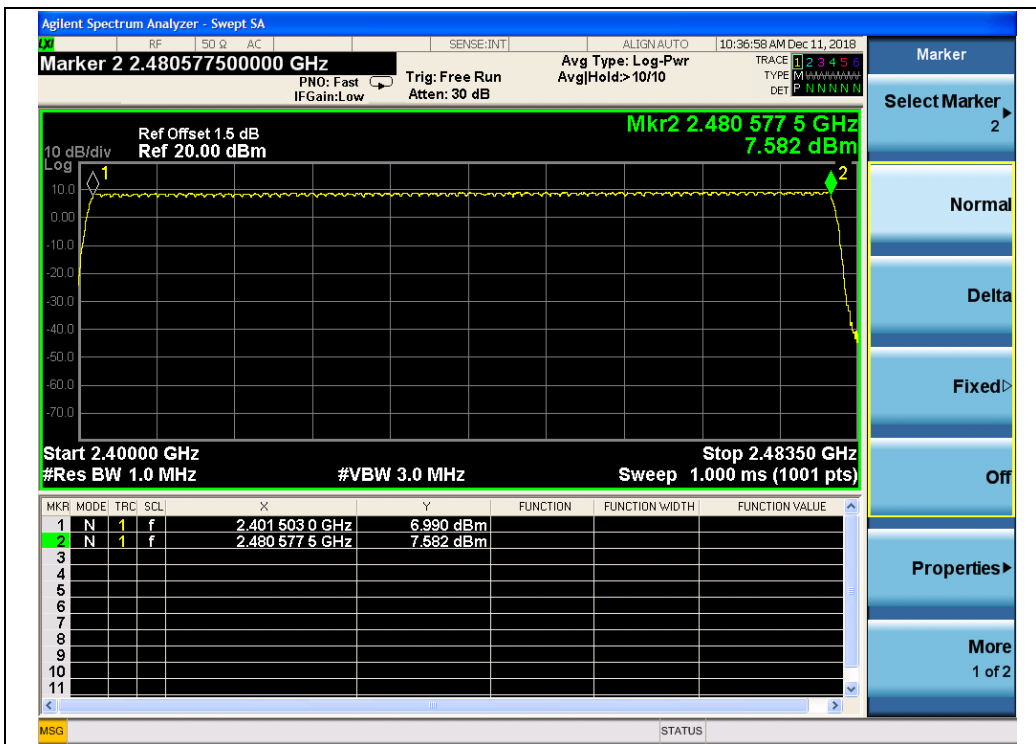 Agilent Spectrum Analyzer - Swept SA
LXI RF 50 Ω AC SENSE:INT ALIGNAUTO 10:36:58 AM Dec 11, 2018
Marker 2 2.480577500000 GHz
PNO: Fast
IFGain:Low
Trig: Free Run
Atten: 30 dB
Avg Type: Log-Pwr
Avg|Hold:>10/10
TRACE 1 2 3 4 5 6
TYPE M WWWWW
DET P N N N N N
Mkr2 2.480 577 5 GHz
7.582 dBm
Ref Offset 1.5 dB
10 dB/div Ref 20.00 dBm
Log
1
2
10.0
0.00
-10.0
-20.0
-30.0
-40.0
-50.0
-60.0
-70.0
Start 2.40000 GHz Stop 2.48350 GHz
#Res BW 1.0 MHz #VBW 3.0 MHz Sweep 1.000 ms (1001 pts)
MKR MODE TRC SCL X Y FUNCTION FUNCTION WIDTH FUNCTION VALUE
1 N 1 f 2.401 503 0 GHz 6.990 dBm
2 N 1 f 2.480 577 5 GHz 7.582 dBm
3
4
5
6
7
8
9
10
11
MSG STATUS
Marker
Select Marker
2
Normal
Delta
Fixed
Off
Properties
More
1 of 2